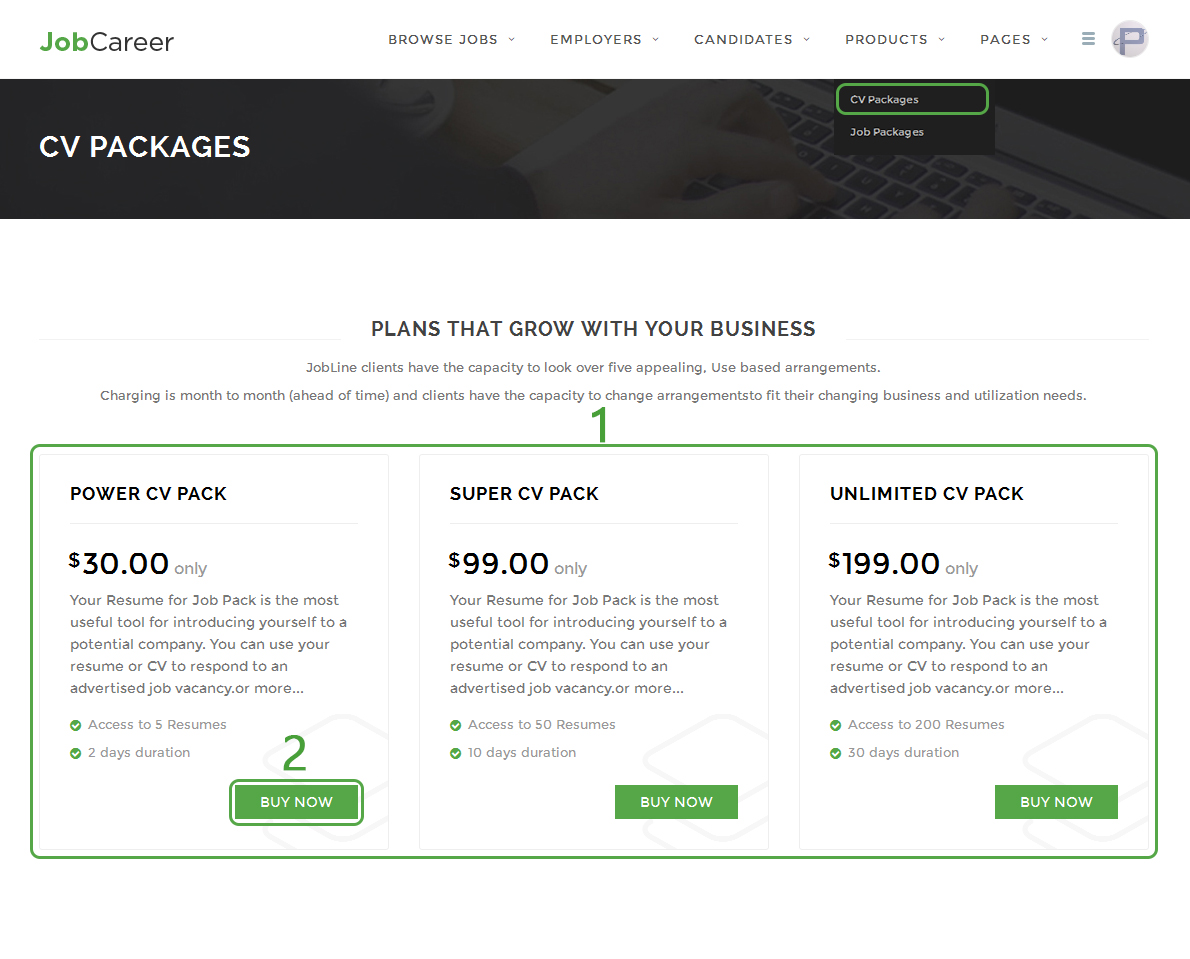 JobCareer
BROWSE JOBS
EMPLOYERS
CANDIDATES
PRODUCTS
PAGES
P
CV Packages
Job Packages
CV PACKAGES
PLANS THAT GROW WITH YOUR BUSINESS
JobLine clients have the capacity to look over five appealing, Use based arrangements.
Charging is month to month (ahead of time) and clients have the capacity to change arrangementsto fit their changing business and utilization needs.
1
POWER CV PACK
$30.00 only
Your Resume for Job Pack is the most
useful tool for introducing yourself to a
potential company. You can use your
resume or CV to respond to an
advertised job vacancy.or more...
Access to 5 Resumes
2 days duration
2
BUY NOW
SUPER CV PACK
$99.00 only
Your Resume for Job Pack is the most
useful tool for introducing yourself to a
potential company. You can use your
resume or CV to respond to an
advertised job vacancy.or more...
Access to 50 Resumes
10 days duration
BUY NOW
UNLIMITED CV PACK
$199.00 only
Your Resume for Job Pack is the most
useful tool for introducing yourself to a
potential company. You can use your
resume or CV to respond to an
advertised job vacancy.or more...
Access to 200 Resumes
30 days duration
BUY NOW